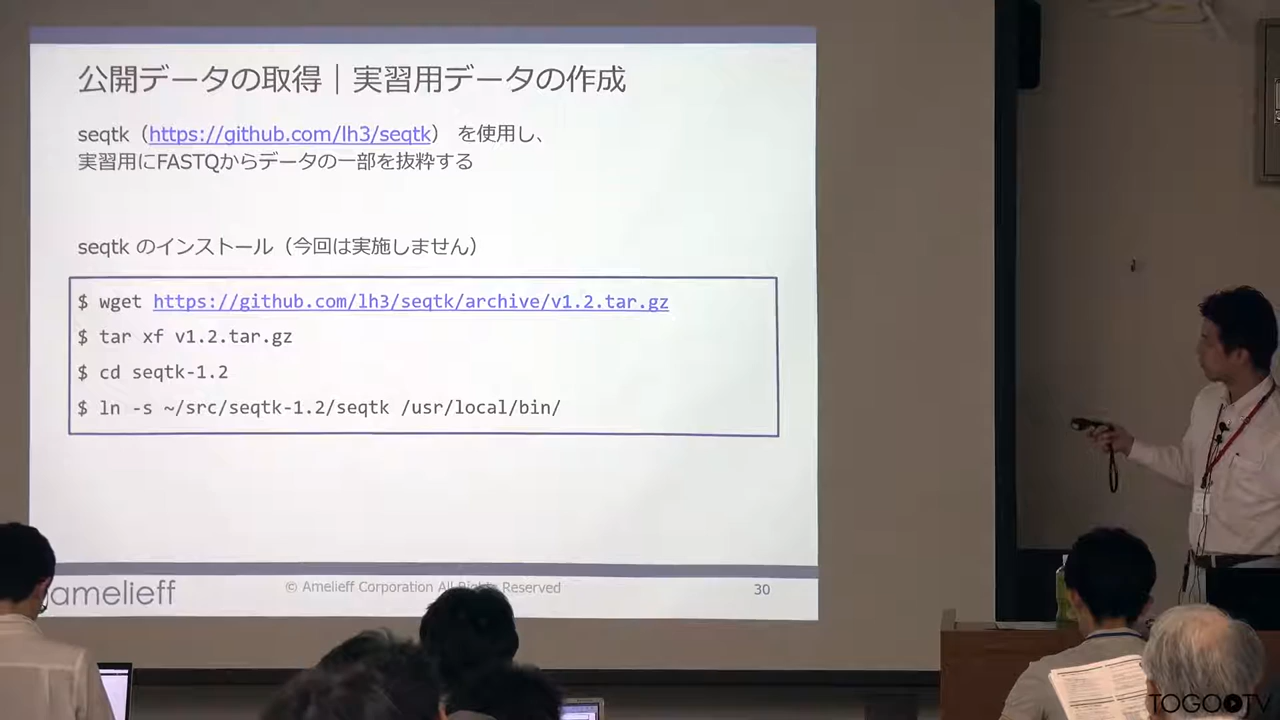 公開データの取得｜実習用データの作成
seqtk（https://github.com/lh3/seqtk） を使用し、
実習用にFASTQからデータの一部を抜粋する
seqtk のインストール（今回は実施しません）
$ wget https://github.com/lh3/seqtk/archive/v1.2.tar.gz
$ tar xf v1.2.tar.gz
$ cd seqtk-1.2
$ ln -s ~/src/seqtk-1.2/seqtk /usr/local/bin/
amelieff
© Amelieff Corporation All Rights Reserved
30
TOGOTV